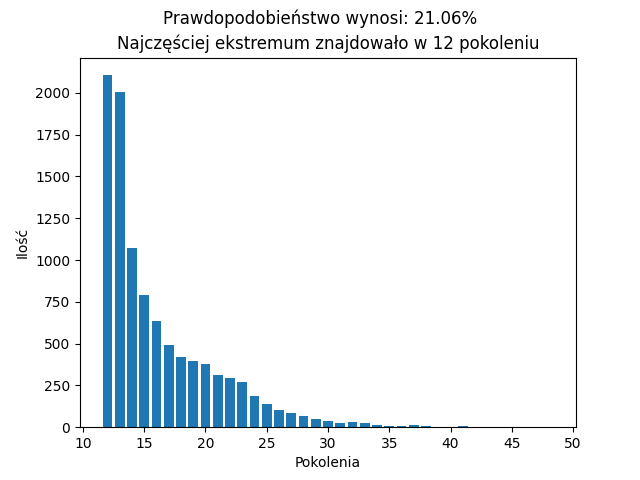 Prawdopodobieństwo wynosi: 21.06%
Najczęściej ekstremum znajdowało w 12 pokoleniu
2000
1750
1500
1250
1000
750
500
250
0
Ilość
10 15 20 25 30 35 40 45 50
Pokolenia